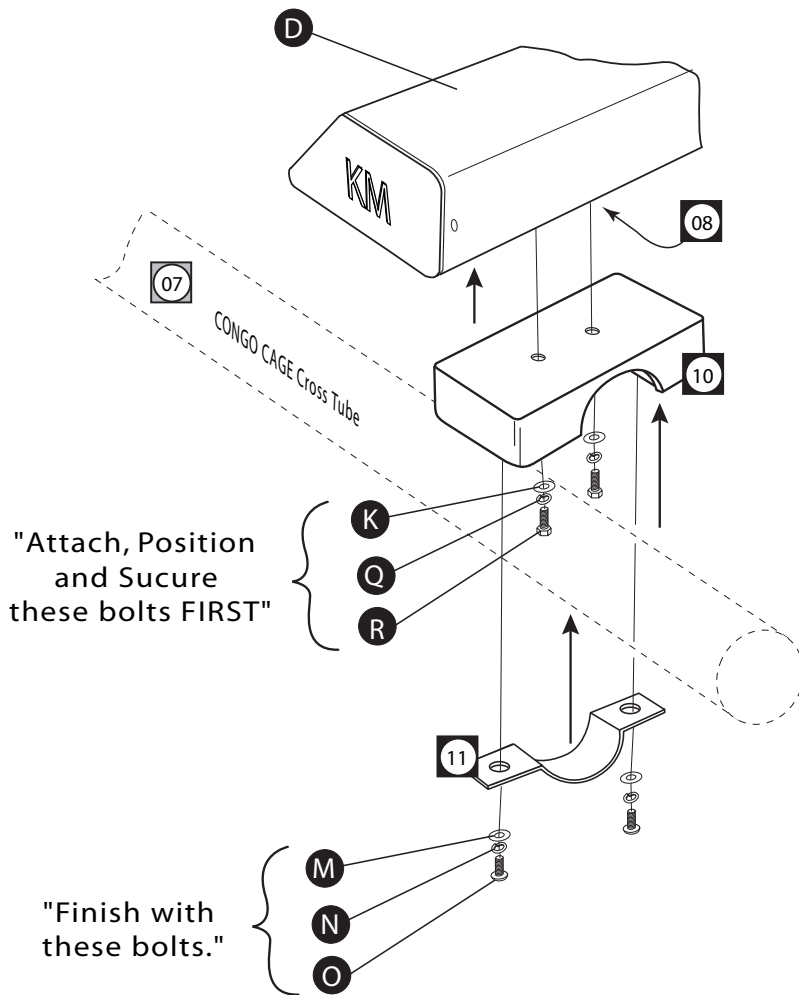 D
KM
08
07
CONGO CAGE Cross Tube
10
K
"Attach, Position
and Sucure
these bolts FIRST"
Q
R
11
M
"Finish with
these bolts."
N
O